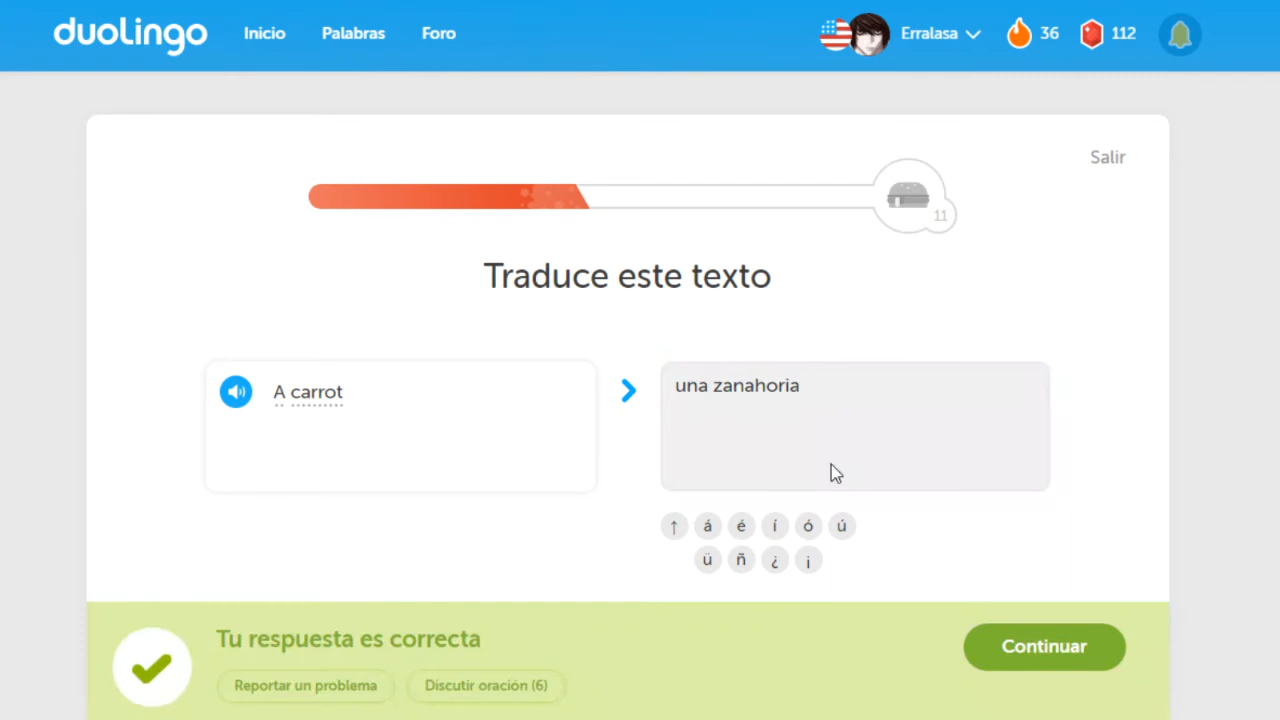 duolingo Inicio Palabras Foro Erralasa 36 112
Salir
11
Traduce este texto
A carrot
una zanahoria
↑ á é í ó ú
ü ñ ¿ ¡
Tu respuesta es correcta
Continuar
Reportar un problema Discutir oración (6)